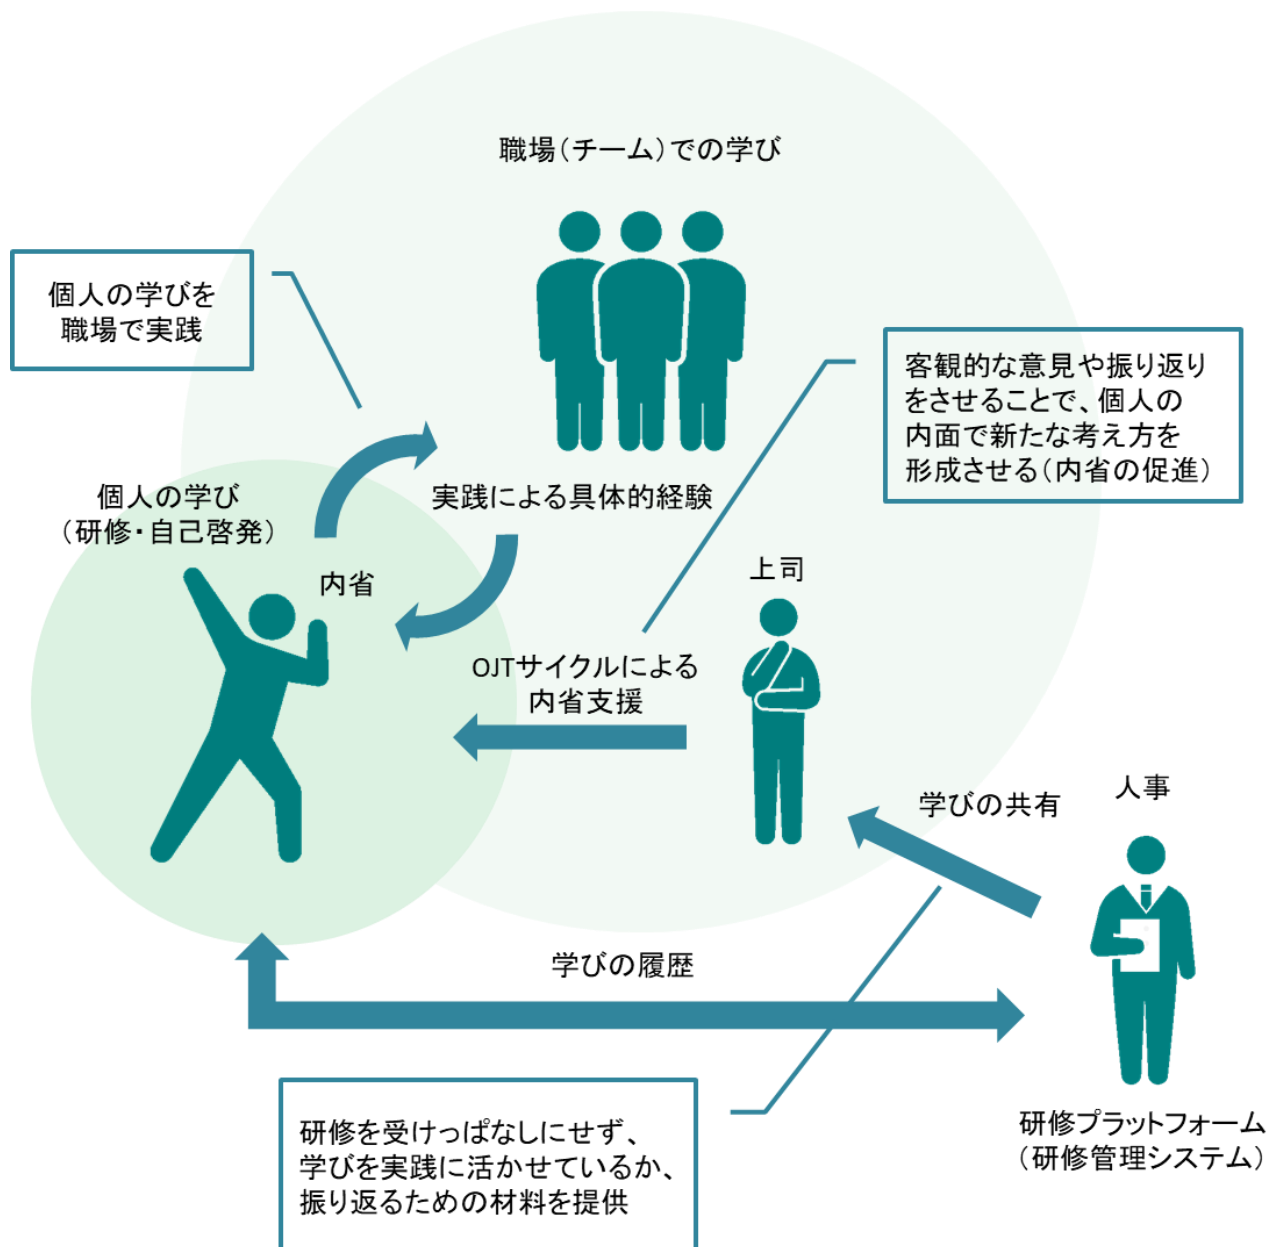 職場（チーム）での学び
個人の学びを
職場で実践
客観的な意見や振り返り
をさせることで、個人の
内面で新たな考え方を
形成させる（内省の促進）
個人の学び
（研修・自己啓発）
実践による具体的経験
内省
上司
OJTサイクルによる
内省支援
学びの共有
人事
学びの履歴
研修を受けっぱなしにせず、
学びを実践に活かせているか、
振り返るための材料を提供
研修プラットフォーム
（研修管理システム）